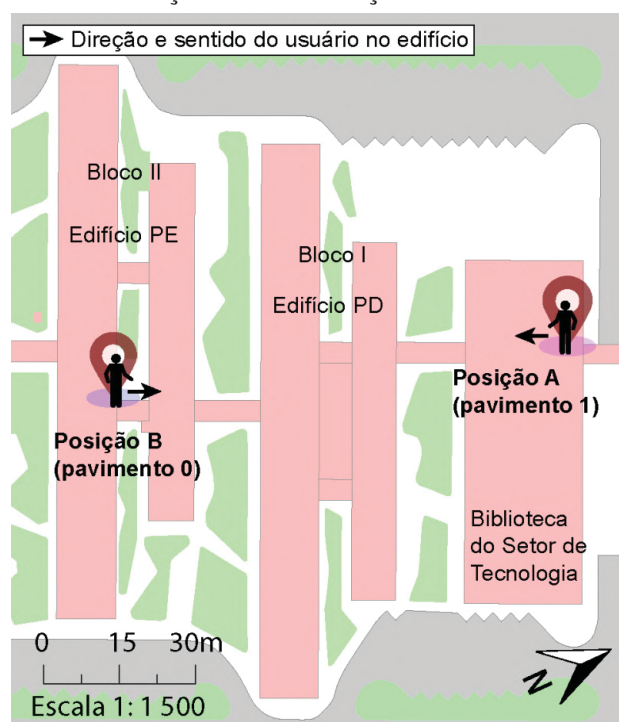 Direção e sentido do usuário no edifício
Bloco II
Edifício PE
Bloco I
Edifício PD
Posição A
(pavimento 1)
Posição B
(pavimento 0)
Biblioteca
do Setor de
Tecnologia
0 15 30m
Escala 1: 1 500
N